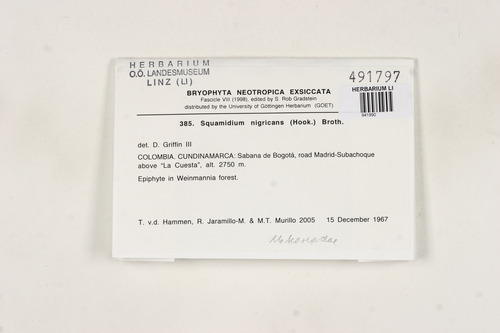 HERBARIUM
O.Ö. LANDESMUSEUM
LINZ (LI)
491797
HERBARIUM LI
941990
BRYOPHYTA NEOTROPICA EXSICCATA
Fascicle VIII (1998), edited by S. Rob Gradstein
distributed by the University of Göttingen Herbarium (GOET)
385. Squamidium nigricans (Hook.) Broth.
det. D. Griffin III
COLOMBIA. CUNDINAMARCA: Sabana de Bogotá, road Madrid-Subachoque
above "La Cuesta", alt. 2750 m.
Epiphyte in Weinmannia forest.
T. v.d. Hammen, R. Jaramillo-M. & M.T. Murillo 2005 15 December 1967